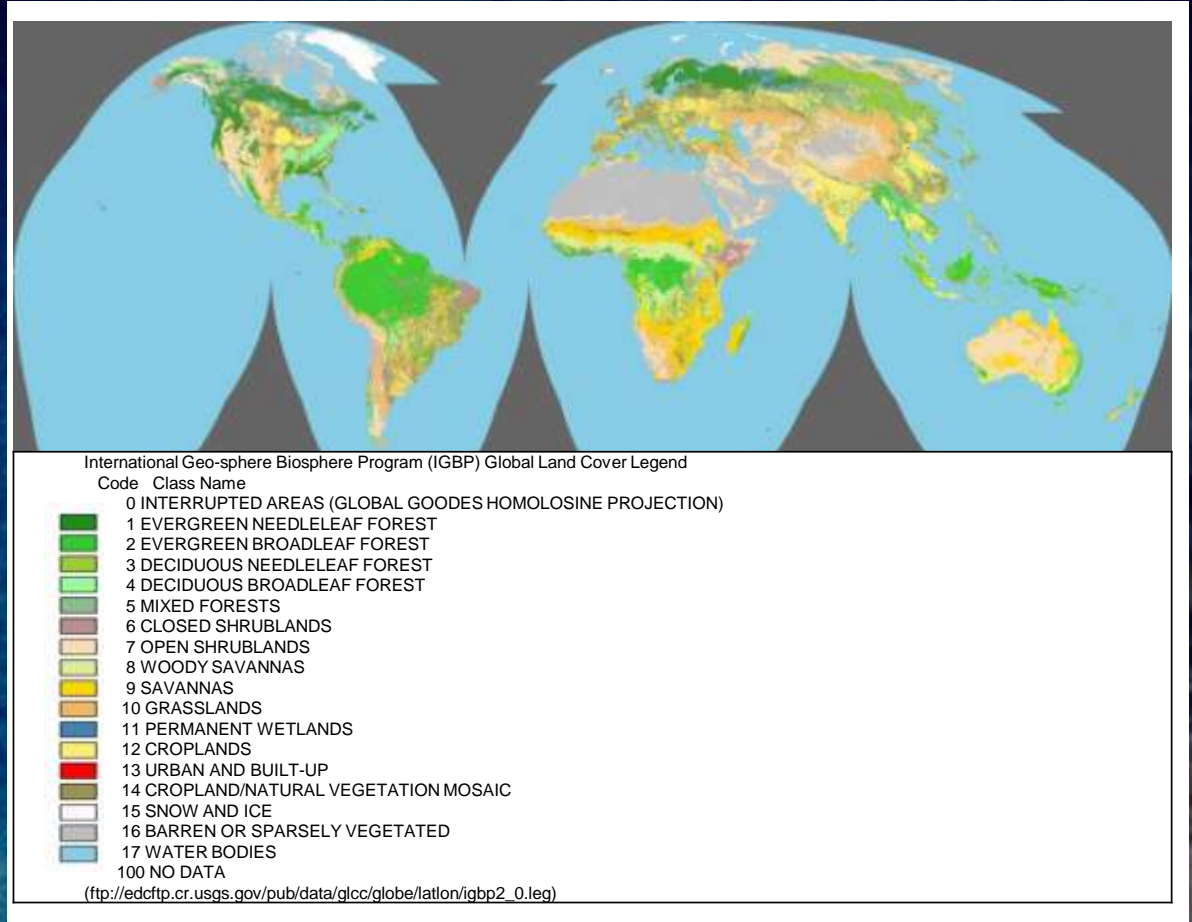 International Geo-sphere Biosphere Program (IGBP) Global Land Cover Legend
Code Class Name
0 INTERRUPTED AREAS (GLOBAL GOODES HOMOLOSINE PROJECTION)
1 EVERGREEN NEEDLELEAF FOREST
2 EVERGREEN BROADLEAF FOREST
3 DECIDUOUS NEEDLELEAF FOREST
4 DECIDUOUS BROADLEAF FOREST
5 MIXED FORESTS
6 CLOSED SHRUBLANDS
7 OPEN SHRUBLANDS
8 WOODY SAVANNAS
9 SAVANNAS
10 GRASSLANDS
11 PERMANENT WETLANDS
12 CROPLANDS
13 URBAN AND BUILT-UP
14 CROPLAND/NATURAL VEGETATION MOSAIC
15 SNOW AND ICE
16 BARREN OR SPARSELY VEGETATED
17 WATER BODIES
100 NO DATA
(ftp://edcftp.cr.usgs.gov/pub/data/glcc/globe/latlon/igbp2_0.leg)